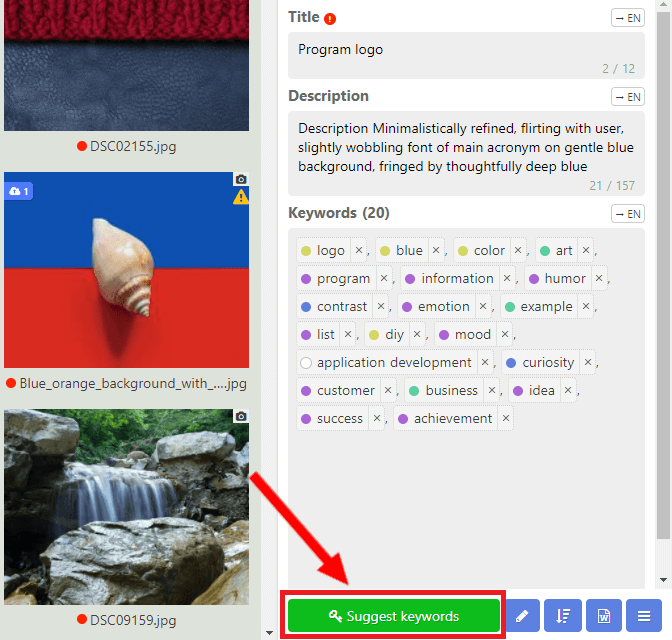 DSC02155.jpg
1
Blue_orange_background_with_....jpg
DSC09159.jpg
Title
→ EN
Program logo
2 / 12
Description
→ EN
Description Minimalistically refined, flirting with user,
slightly wobbling font of main acronym on gentle blue
background, fringed by thoughtfully deep blue
21 / 157
Keywords (20)
→ EN
logo ×, blue ×, color ×, art ×,
program ×, information ×, humor ×,
contrast ×, emotion ×, example ×,
list ×, diy ×, mood ×,
application development ×, curiosity ×,
customer ×, business ×, idea ×,
success ×, achievement ×
Suggest keywords
W